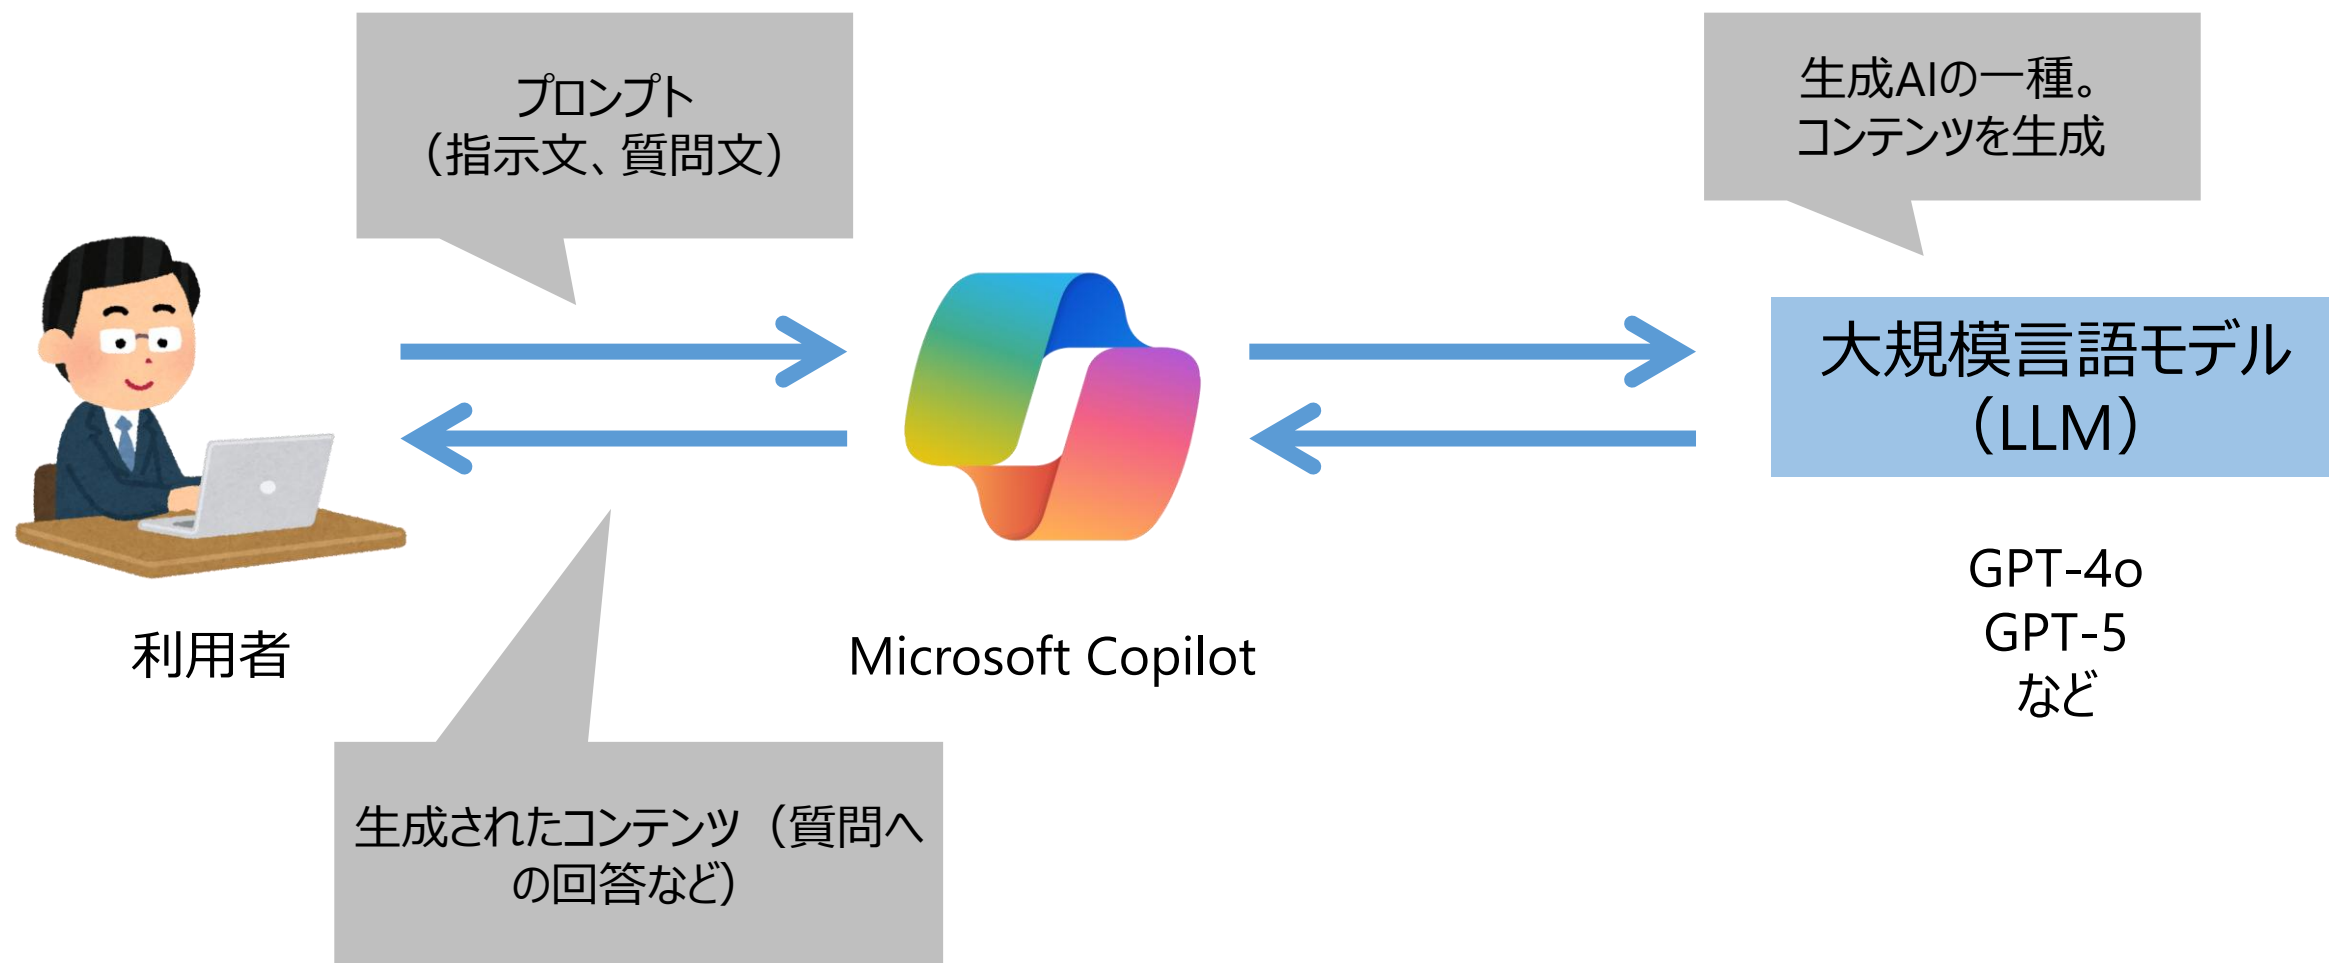 プロンプト
（指示文、質問文）
生成AIの一種。
コンテンツを生成
大規模言語モデル
（LLM）
GPT-4o
GPT-5
など
利用者
Microsoft Copilot
生成されたコンテンツ（質問へ
の回答など）